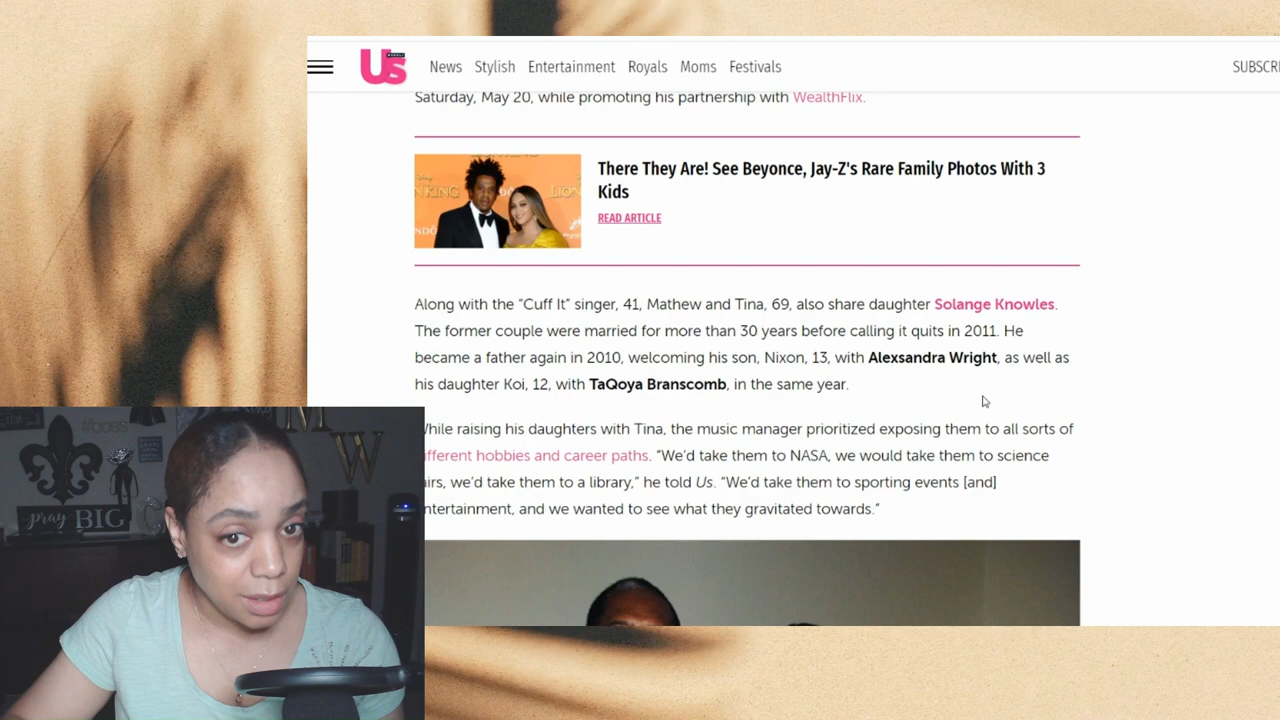 Us
WEEKLY
News Stylish Entertainment Royals Moms Festivals
SUBSCRI
Saturday, May 20, while promoting his partnership with WealthFlix.
There They Are! See Beyonce, Jay-Z's Rare Family Photos With 3
Kids
READ ARTICLE
Along with the “Cuff It” singer, 41, Mathew and Tina, 69, also share daughter Solange Knowles.
The former couple were married for more than 30 years before calling it quits in 2011. He
became a father again in 2010, welcoming his son, Nixon, 13, with Alexsandra Wright, as well as
his daughter Koi, 12, with TaQoya Branscomb, in the same year.
hile raising his daughters with Tina, the music manager prioritized exposing them to all sorts of
ifferent hobbies and career paths. “We’d take them to NASA, we would take them to science
airs, we’d take them to a library,” he told Us. “We’d take them to sporting events [and]
ntertainment, and we wanted to see what they gravitated towards.”
#boss
M
W
pray BIG